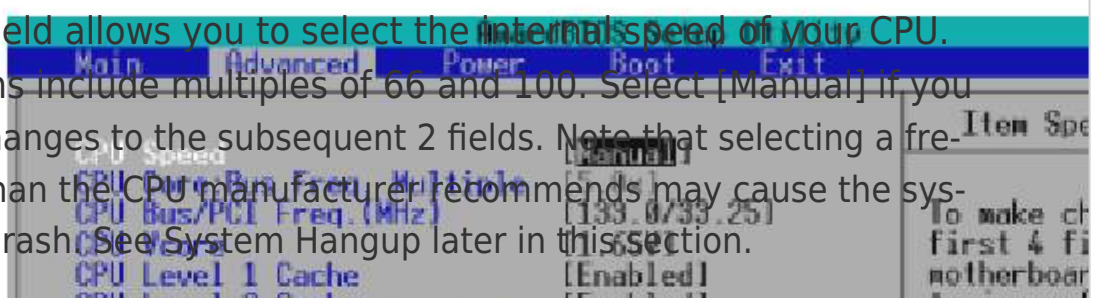 eld allows you to select the internal speed of your CPU.
Main Advanced Power Boot Exit
s include multiples of 66 and 100. Select [Manual] if you
Item Spe
anges to the subsequent 2 fields. Note that selecting a fre-
CPU Speed [Manual]
an the CPU manufacturer recommends may cause the sys-
CPU Bus/PCI Freq.(MHz) [133.0/33.25]
To make ch
rash. See System Hangup later in this section.
first 4 fi
CPU Level 1 Cache [Enabled]
motherboar